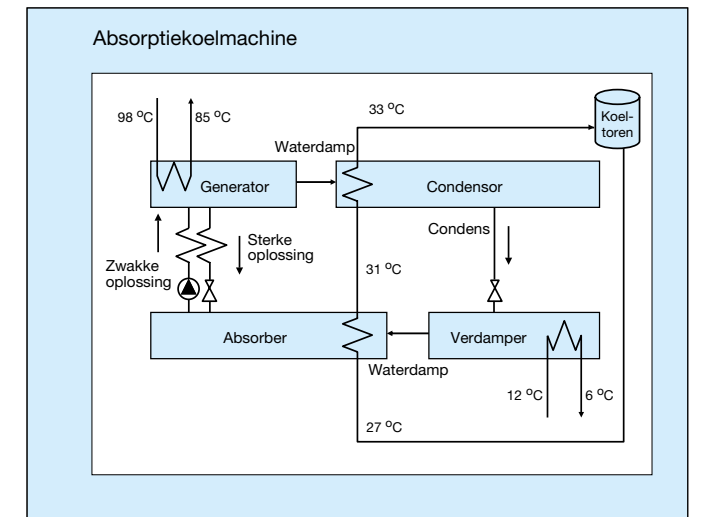 Absorptiekoelmachine
98 ºC
85 ºC
33 ºC
Koel-
toren
Waterdamp
Generator
Condensor
Condens
Sterke
oplossing
Zwakke
oplossing
31 ºC
Absorber
Verdamper
Waterdamp
12 ºC
6 ºC
27 ºC